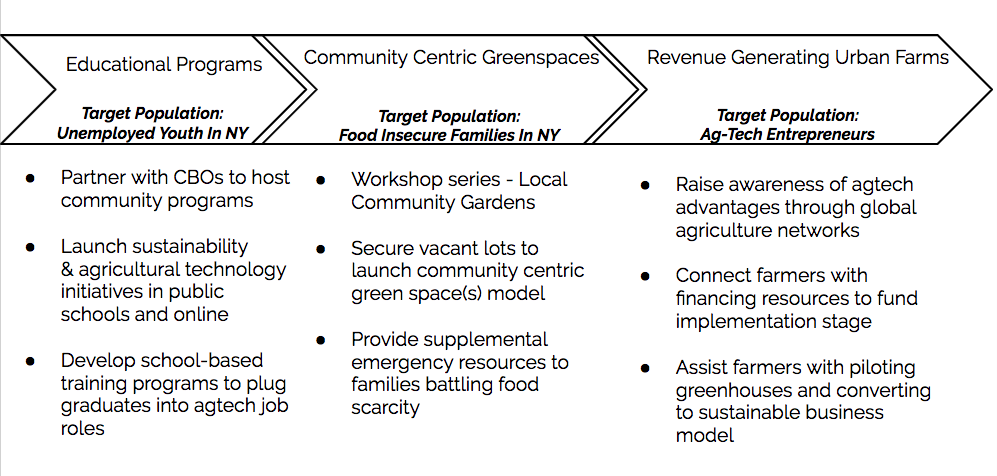 Educational Programs
Target Population:
Unemployed Youth In NY
Community Centric Greenspaces
Target Population:
Food Insecure Families In NY
Revenue Generating Urban Farms
Target Population:
Ag-Tech Entrepreneurs
● Partner with CBOs to host
community programs
● Launch sustainability
& agricultural technology
initiatives in public
schools and online
● Develop school-based
training programs to plug
graduates into agtech job
roles
● Workshop series - Local
Community Gardens
● Secure vacant lots to
launch community centric
green space(s) model
● Provide supplemental
emergency resources to
families battling food
scarcity
● Raise awareness of agtech
advantages through global
agriculture networks
● Connect farmers with
financing resources to fund
implementation stage
● Assist farmers with piloting
greenhouses and converting
to sustainable business
model